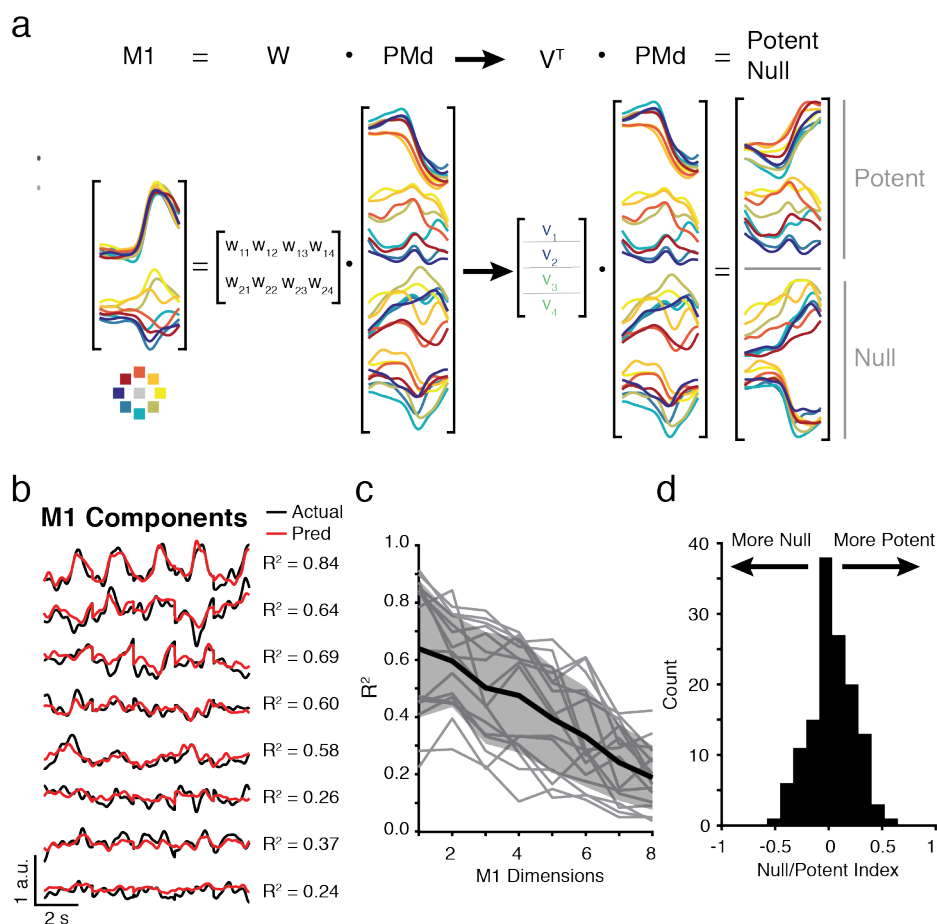 a
M1 = W • PMd → Vᵀ • PMd = Potent
Null
Potent
w11 w12 w13 w14
w21 w22 w23 w24
v1
v2
v3
v4
= • • =
Null
b
M1 Components
Actual
Pred
R² = 0.84
R² = 0.64
R² = 0.69
R² = 0.60
R² = 0.58
R² = 0.26
R² = 0.37
R² = 0.24
1 a.u.
2 s
c
1.0
0.8
0.6
0.4
0.2
0.0
R²
2 4 6 8
M1 Dimensions
d
More Null More Potent
40
30
20
10
0
Count
-1 -0.5 0 0.5 1
Null/Potent Index